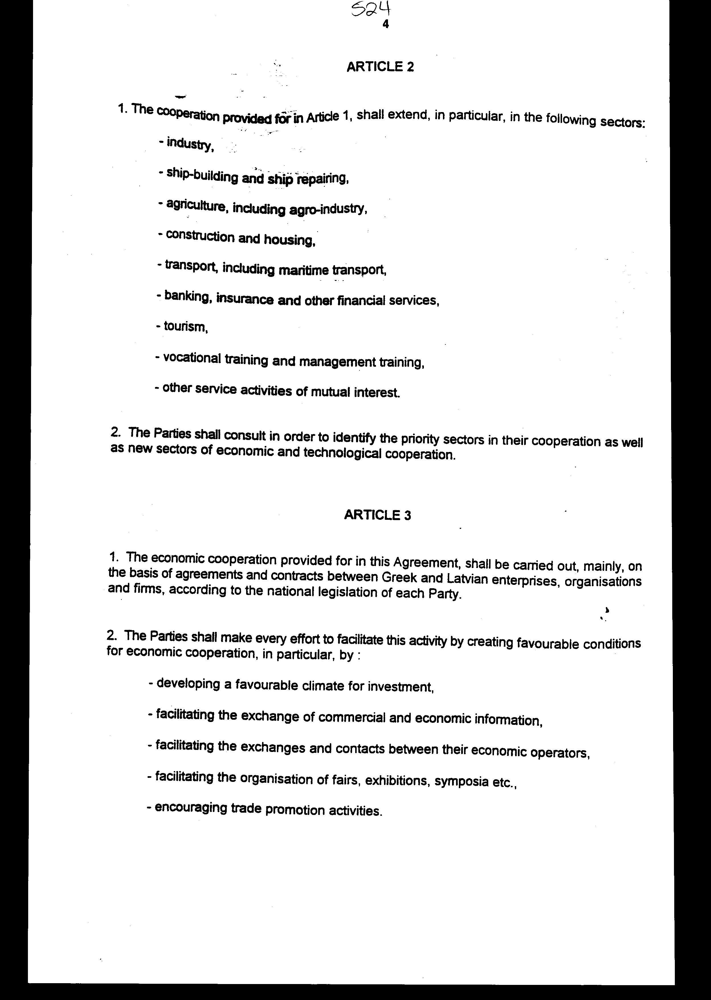 524
4
ARTICLE 2
1. The cooperation provided for in Article 1, shall extend, in particular, in the following sectors:
- industry,
- ship-building and ship repairing,
- agriculture, including agro-industry,
- construction and housing,
- transport, including maritime transport,
- banking, insurance and other financial services,
- tourism,
- vocational training and management training,
- other service activities of mutual interest.
2. The Parties shall consult in order to identify the priority sectors in their cooperation as well
as new sectors of economic and technological cooperation.
ARTICLE 3
1. The economic cooperation provided for in this Agreement, shall be carried out, mainly, on
the basis of agreements and contracts between Greek and Latvian enterprises, organisations
and firms, according to the national legislation of each Party.
2. The Parties shall make every effort to facilitate this activity by creating favourable conditions
for economic cooperation, in particular, by :
- developing a favourable climate for investment,
- facilitating the exchange of commercial and economic information,
- facilitating the exchanges and contacts between their economic operators,
- facilitating the organisation of fairs, exhibitions, symposia etc.,
- encouraging trade promotion activities.